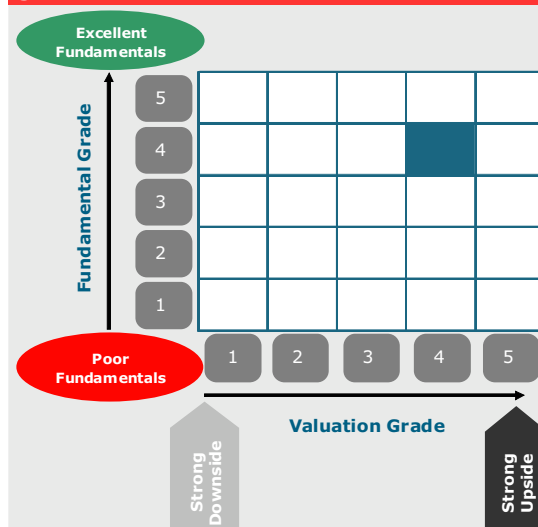 Excellent
Fundamentals
Fundamental Grade
5
4
3
2
1
Poor
Fundamentals
1 2 3 4 5
Valuation Grade
Strong
Downside
Strong
Upside